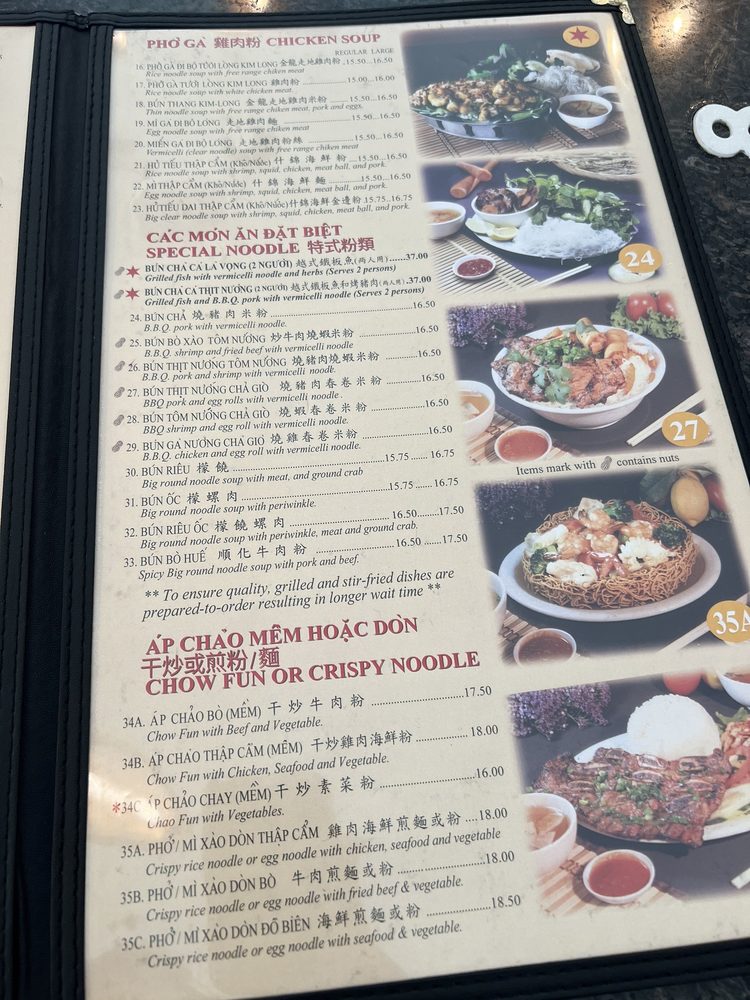 PHỞ GÀ 雞肉粉 CHICKEN SOUP
REGULAR LARGE
16. PHỞ GÀ ĐI BỘ TƯƠI LÒNG KIM LONG 金龍走地雞肉粉 .15.50...16.50
Rice noodle soup with free range chiken meat
17. PHỞ GÀ TƯƠI LÒNG KIM LONG 雞肉粉 ............15.00...16.00
Rice noodle soup with white chicken meat.
18. BÚN THANG KIM-LONG 金龍走地雞肉米粉 ......15.50...16.50
Thin noodle soup with free range chiken meat, pork and eggs.
19. MÌ GÀ ĐI BỘ LONG 走地雞肉麵 ......................15.50...16.50
Egg noodle soup with free range chiken meat
20. MIẾN GÀ ĐI BỘ LONG 走地雞肉粉絲 ...............15.50...16.50
Vermicelli (clear noodle) soup with free range chiken meat
21. HỦ TIẾU THẬP CẨM (Khô/Nước) 什錦海鮮粉 ....15.50...16.50
Rice noodle soup with shrimp, squid, chicken, meat ball, and pork.
22. MÌ THẬP CẨM (Khô/Nước) 什錦海鮮麵 ...........15.50...16.50
Egg noodle soup with shrimp, squid, chicken, meat ball, and pork.
23. HỦ TIẾU DAI THẬP CẨM (Khô/Nước) 什錦海鮮金邊粉 .15.75...16.75
Big clear noodle soup with shrimp, squid, chicken, meat ball, and pork.
CÁC MÓN ĂN ĐẶT BIỆT
SPECIAL NOODLE 特式粉類
BÚN CHẢ CÁ LÃ VỌNG (2 NGƯỜI) 越式鐵板魚(两人用) ......37.00
Grilled fish with vermicelli noodle and herbs (Serves 2 persons)
BÚN CHẢ CÁ THỊT NƯỚNG (2 NGƯỜI) 越式鐵板魚和烤豬肉(两人用) .37.00
Grilled fish and B.B.Q. pork with vermicelli noodle (Serves 2 persons)
24. BÚN CHẢ 燒豬肉米粉 ..........................................16.50
B.B.Q. pork with vermicelli noodle.
25. BÚN BÒ XÀO TÔM NƯỚNG 炒牛肉燒蝦米粉 ...............16.50
B.B.Q. shrimp and fried beef with vermicelli noodle
26. BÚN THỊT NƯỚNG TÔM NƯỚNG 燒豬肉燒蝦米粉 ........16.50
B.B.Q. pork and shrimp with vermicelli noodle.
27. BÚN THỊT NƯỚNG CHẢ GIÒ 燒豬肉春卷米粉 ..........16.50
BBQ pork and egg rolls with vermicelli noodle .
28. BÚN TÔM NƯỚNG CHẢ GIÒ 燒蝦春卷米粉 ...............16.50
BBQ shrimp and egg roll with vermicelli noodle.
29. BÚN GÀ NƯỚNG CHẢ GIÒ 燒雞春卷米粉 ..................16.50
B.B.Q. chicken and egg roll with vermicelli noodle.
30. BÚN RIÊU 檬饒 ....................................15.75 ...... 16.75
Big round noodle soup with meat, and ground crab
31. BÚN ỐC 檬螺肉 ....................................15.75 ...... 16.75
Big round noodle soup with periwinkle.
32. BÚN RIÊU ỐC 檬饒螺肉 ........................ 16.50........17.50
Big round noodle soup with periwinkle, meat and ground crab.
33. BÚN BÒ HUẾ 順化牛肉粉 ................... 16.50 ......17.50
Spicy Big round noodle soup with pork and beef.
** To ensure quality, grilled and stir-fried dishes are
prepared-to-order resulting in longer wait time **
ÁP CHẢO MỀM HOẶC DÒN
干炒或煎粉/麵
CHOW FUN OR CRISPY NOODLE
34A. ÁP CHẢO BÒ (MỀM) 干炒牛肉粉 .......................17.50
Chow Fun with Beef and Vegetable.
34B. ÁP CHẢO THẬP CẨM (MỀM) 干炒雞肉海鮮粉 .............. 18.00
Chow Fun with Chicken, Seafood and Vegetable.
*34C. ÁP CHẢO CHAY (MỀM) 干炒素菜粉 ....................... 16.00
Chao Fun with Vegetables.
35A. PHỞ / MÌ XÀO DÒN THẬP CẨM 雞肉海鮮煎麵或粉 ....18.00
Crispy rice noodle or egg noodle with chicken, seafood and vegetable
35B. PHỞ / MÌ XÀO DÒN BÒ 牛肉煎麵或粉 .........................18.00
Crispy rice noodle or egg noodle with fried beef & vegetable.
35C. PHỞ / MÌ XÀO DÒN ĐỒ BIỂN 海鮮煎麵或粉 ...................18.50
Crispy rice noodle or egg noodle with seafood & vegetable.
24
27
Items mark with contains nuts
35A